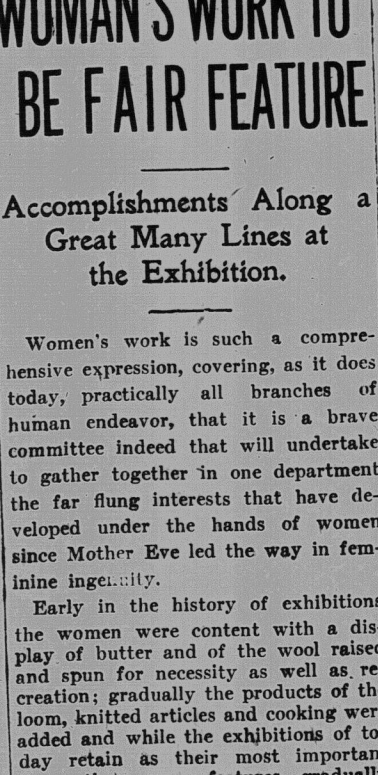 WOMAN'S WORK TO
BE FAIR FEATURE
Accomplishments Along a
Great Many Lines at
the Exhibition.
Women's work is such a compre-
hensive expression, covering, as it does
today, practically all branches of
human endeavor, that it is a brave
committee indeed that will undertake
to gather together in one department
the far flung interests that have de-
veloped under the hands of women
since Mother Eve led the way in fem-
inine ingenuity.
Early in the history of exhibitions
the women were content with a dis
play of butter and of the wool raised
and spun for necessity as well as re
creation; gradually the products of th
loom, knitted articles and cooking wer
added and while the exhibitions of to
day retain as their most importan